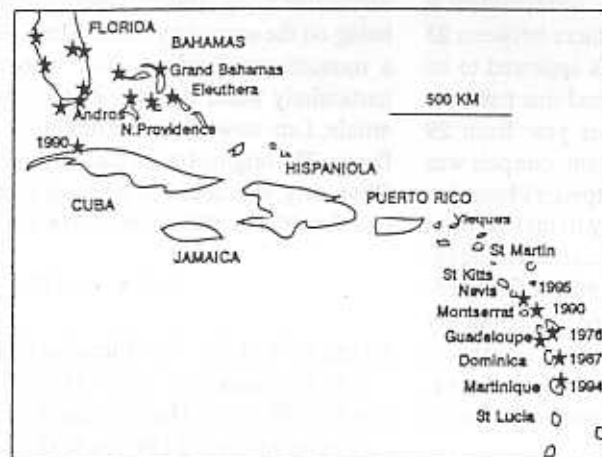 FLORIDA
BAHAMAS
Grand Bahamas
Eleuthera
500 KM
Andros
N.Providence
1990
HISPANIOLA
CUBA
PUERTO RICO
Vieques
JAMAICA
St Martin
St Kitts
Nevis
1995
Montserrat
1990
Guadeloupe
1976
Dominica
1967
Martinique
1994
St Lucia